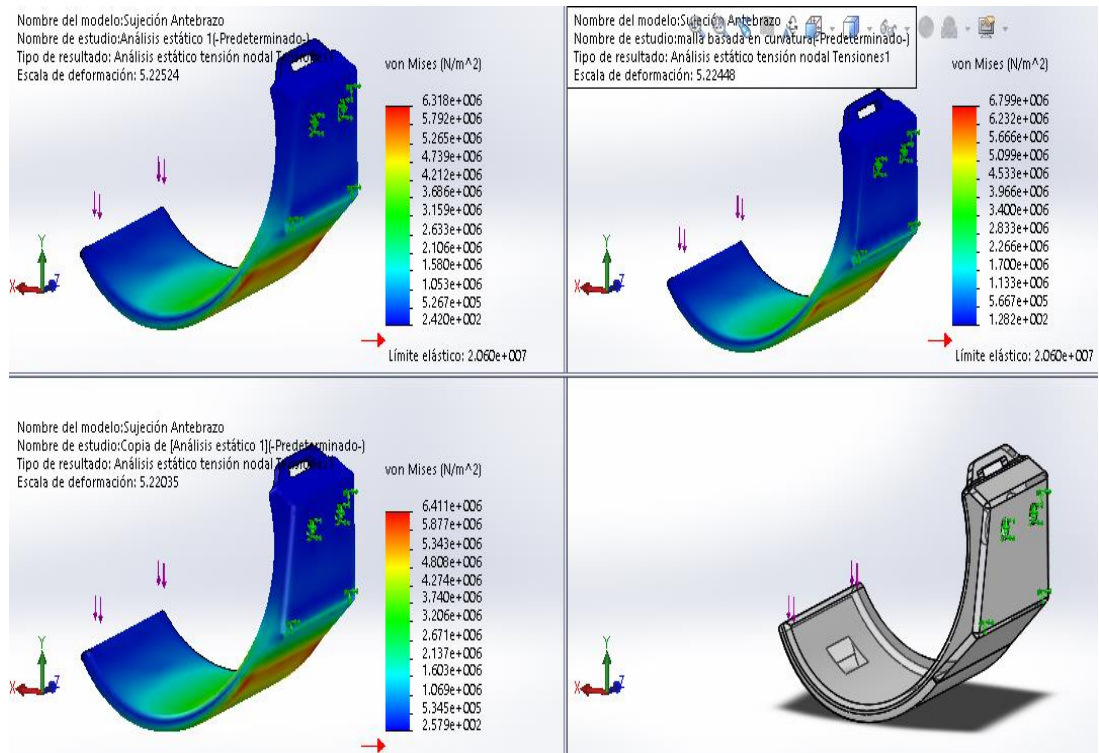 Nombre del modelo:Sujeción Antebrazo
Nombre de estudio:Análisis estático 1(-Predeterminado-)
Tipo de resultado: Análisis estático tensión nodal Tensiones1
Escala de deformación: 5.22524
von Mises (N/m^2)
6.318e+006
5.792e+006
5.265e+006
4.739e+006
4.212e+006
3.686e+006
3.159e+006
2.633e+006
2.106e+006
1.580e+006
1.053e+006
5.267e+005
2.420e+002
Límite elástico: 2.060e+007
Y
X
Z
Nombre del modelo:Sujeción Antebrazo
Nombre de estudio:malla basada en curvatura(-Predeterminado-)
Tipo de resultado: Análisis estático tensión nodal Tensiones1
Escala de deformación: 5.22448
von Mises (N/m^2)
6.799e+006
6.232e+006
5.666e+006
5.099e+006
4.533e+006
3.966e+006
3.400e+006
2.833e+006
2.266e+006
1.700e+006
1.133e+006
5.667e+005
1.282e+002
Límite elástico: 2.060e+007
Y
X
Z
Nombre del modelo:Sujeción Antebrazo
Nombre de estudio:Copia de [Análisis estático 1](-Predeterminado-)
Tipo de resultado: Análisis estático tensión nodal Tensiones1
Escala de deformación: 5.22035
von Mises (N/m^2)
6.411e+006
5.877e+006
5.343e+006
4.808e+006
4.274e+006
3.740e+006
3.206e+006
2.671e+006
2.137e+006
1.603e+006
1.069e+006
5.345e+005
2.579e+002
Y
X
Z
Y
X
Z